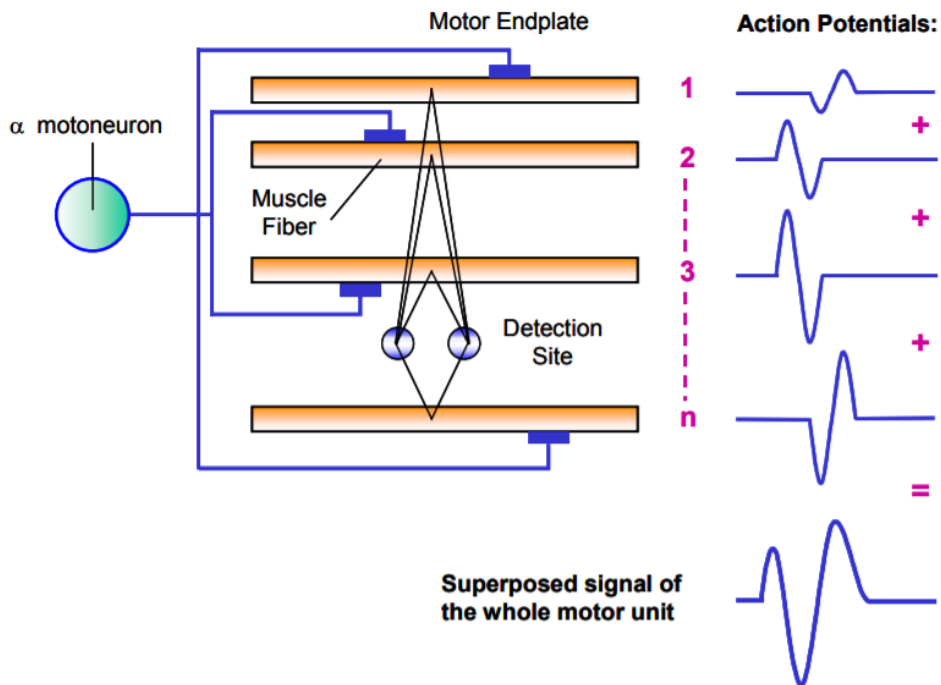 Motor Endplate
Action Potentials:
α motoneuron
1
+
2
Muscle
Fiber
+
3
Detection
Site
+
n
=
Superposed signal of
the whole motor unit